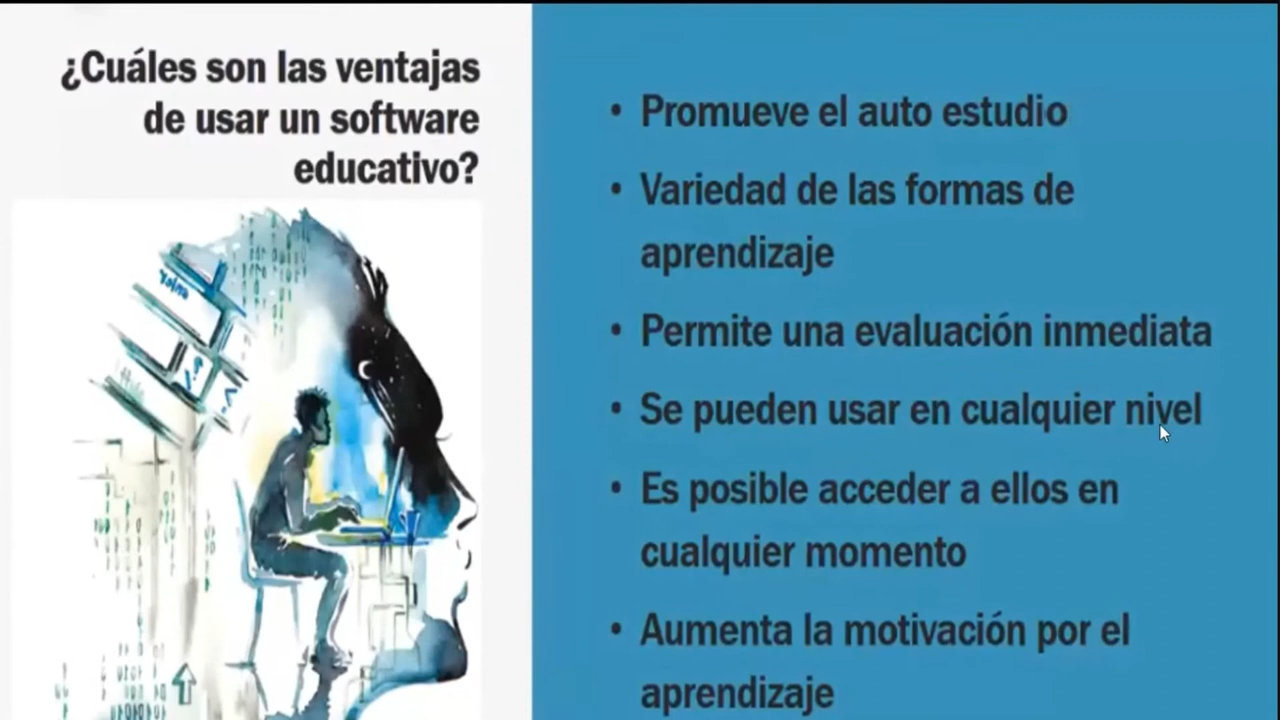 ¿Cuáles son las ventajas
de usar un software
educativo?
• Promueve el auto estudio
• Variedad de las formas de
aprendizaje
• Permite una evaluación inmediata
• Se pueden usar en cualquier nivel
• Es posible acceder a ellos en
cualquier momento
• Aumenta la motivación por el
aprendizaje